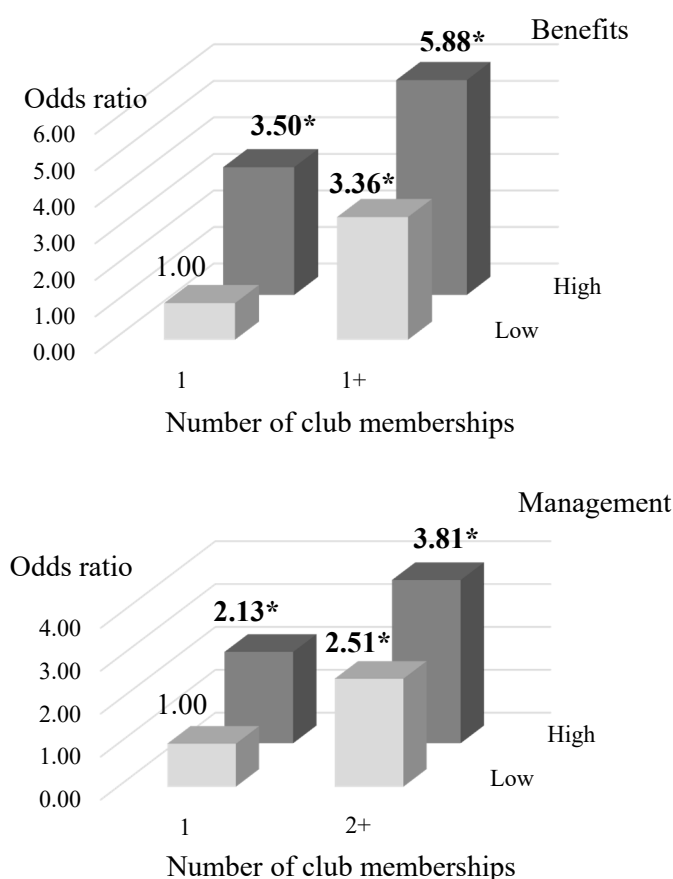 Benefits
5.88*
Odds ratio
6.00
3.50*
5.00
3.36*
4.00
3.00
1.00
2.00
High
1.00
Low
0.00
1
1+
Number of club memberships
Management
3.81*
Odds ratio
2.13*
4.00
2.51*
3.00
1.00
2.00
High
1.00
Low
0.00
1
2+
Number of club memberships